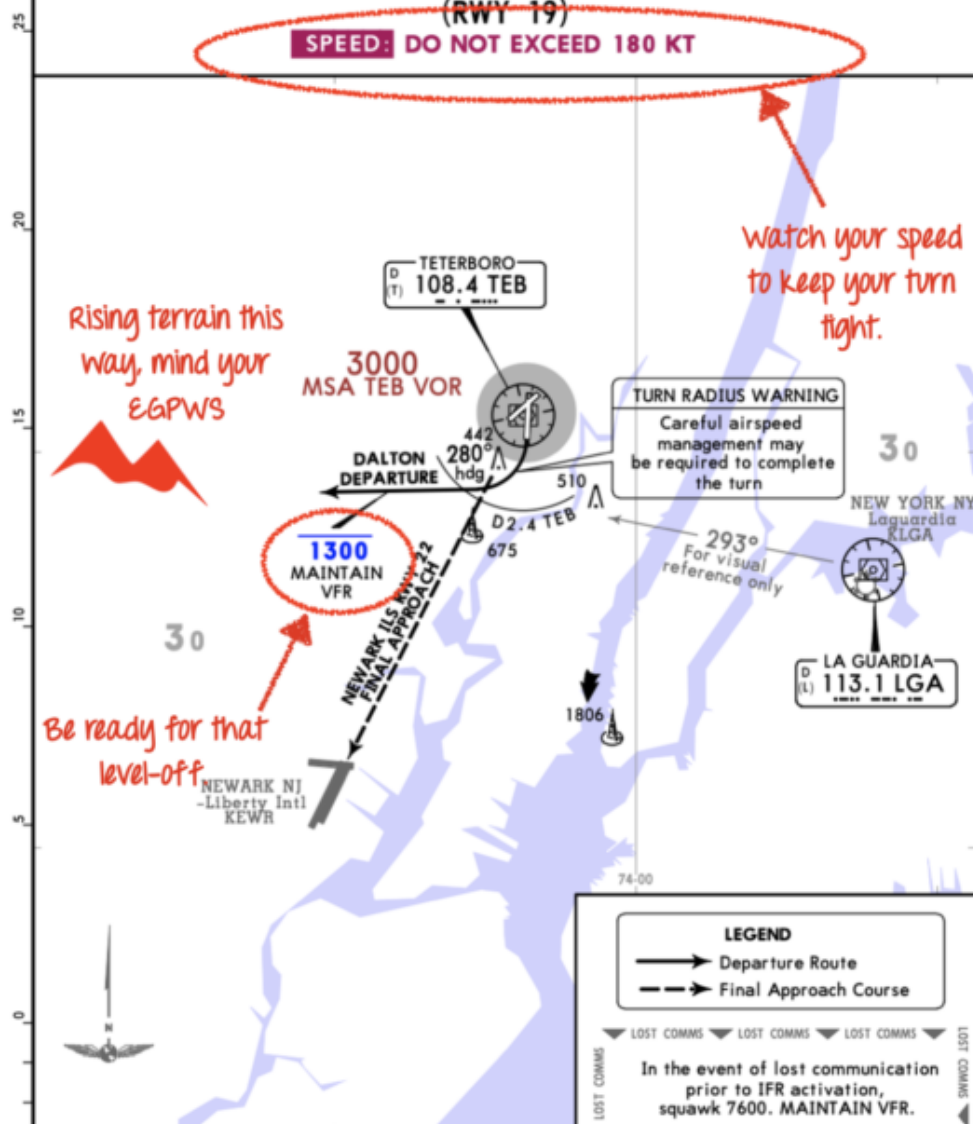 (RWY 19)
SPEED: DO NOT EXCEED 180 KT
25
20
15
10
5
0
Watch your speed
to keep your turn
tight.
TETERBORO
D
(T) 108.4 TEB
Rising terrain this
way, mind your
EGPWS
3000
MSA TEB VOR
TURN RADIUS WARNING
Careful airspeed
management may
be required to complete
the turn
442
280°
hdg
DALTON
DEPARTURE
510
D2.4 TEB
675
30
NEW YORK NY
Laguardia
KLGA
293°
For visual
reference only
1300
MAINTAIN
VFR
NEWARK ILS RWY 22
FINAL APPROACH
30
LA GUARDIA
D
(L) 113.1 LGA
1806
Be ready for that
level-off.
NEWARK NJ
-Liberty Intl
KEWR
74-00
N
LEGEND
Departure Route
Final Approach Course
LOST COMMS LOST COMMS LOST COMMS
LOST COMMS
LOST COMMS
In the event of lost communication
prior to IFR activation,
squawk 7600. MAINTAIN VFR.